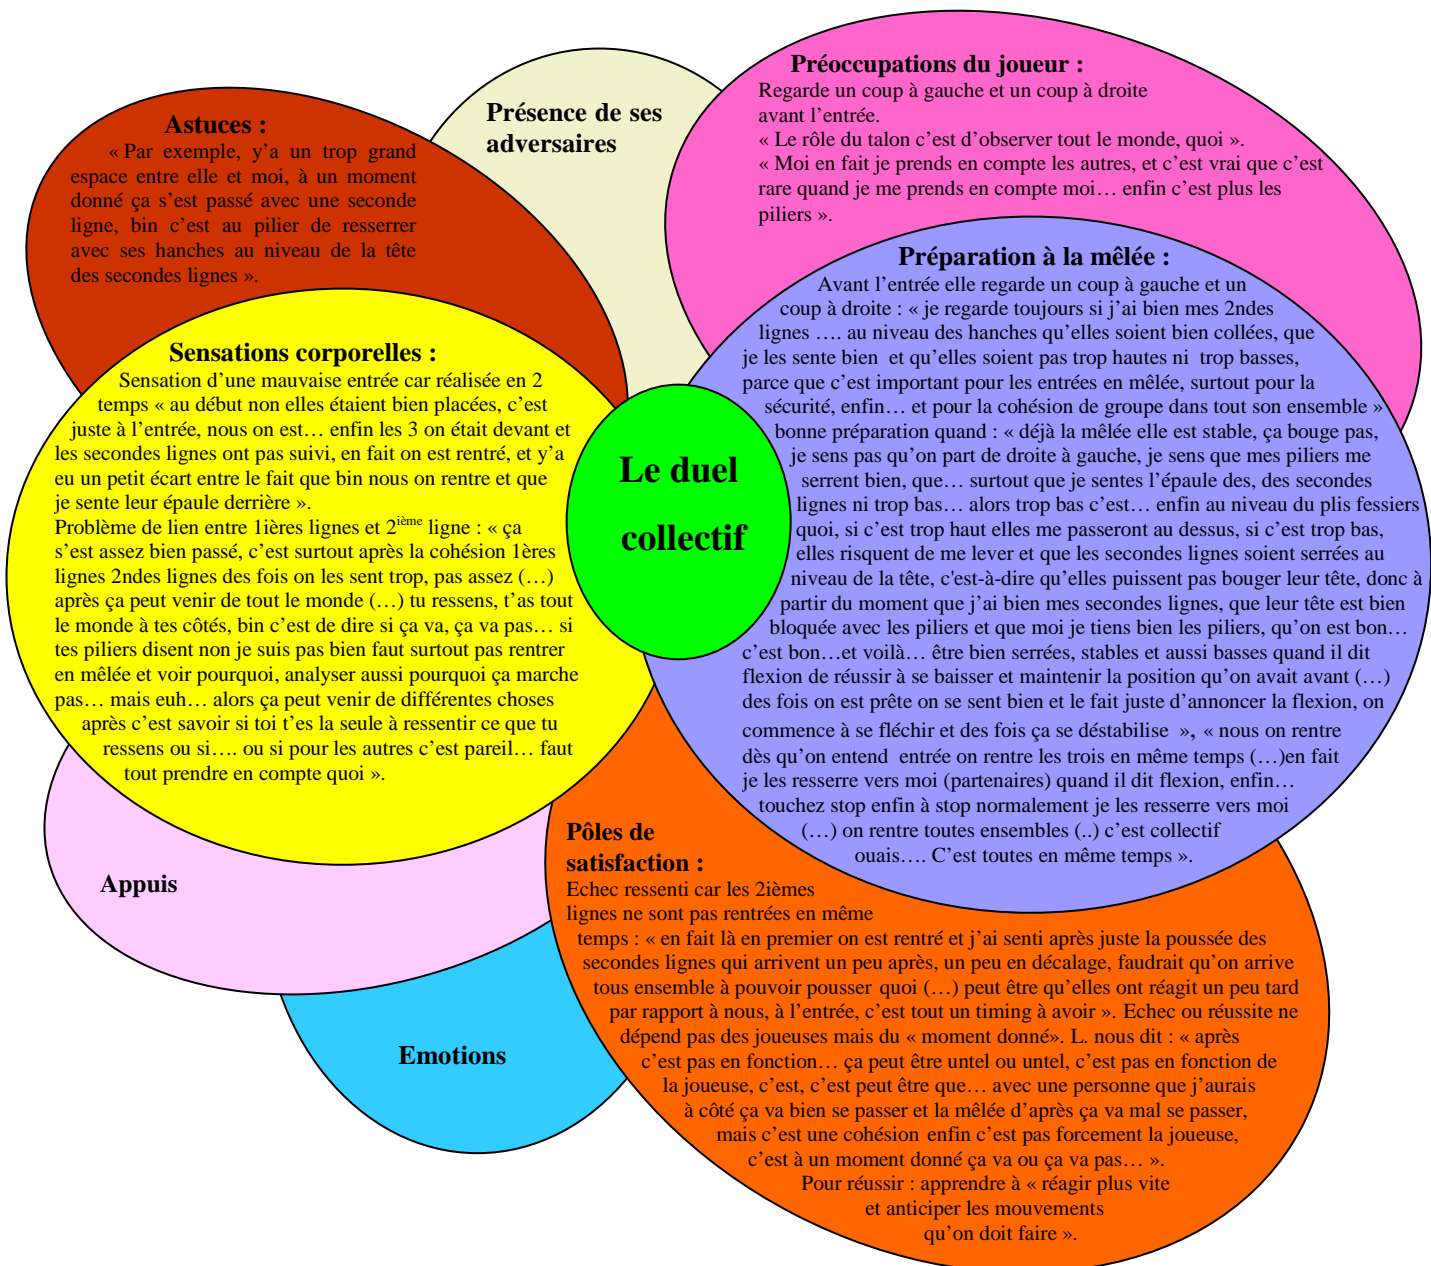 Préoccupations du joueur :
Regarde un coup à gauche et un coup à droite
avant l’entrée.
« Le rôle du talon c’est d’observer tout le monde, quoi ».
« Moi en fait je prends en compte les autres, et c’est vrai que c’est
rare quand je me prends en compte moi… enfin c’est plus les
piliers ».
Présence de ses
adversaires
Astuces :
« Par exemple, y’a un trop grand
espace entre elle et moi, à un moment
donné ça s’est passé avec une seconde
ligne, bin c’est au pilier de resserrer
avec ses hanches au niveau de la tête
des secondes lignes ».
Préparation à la mêlée :
Avant l’entrée elle regarde un coup à gauche et un
coup à droite : « je regarde toujours si j’ai bien mes 2ndes
lignes …. au niveau des hanches qu’elles soient bien collées, que
je les sente bien et qu’elles soient pas trop hautes ni trop basses,
parce que c’est important pour les entrées en mêlée, surtout pour la
sécurité, enfin… et pour la cohésion de groupe dans tout son ensemble »
bonne préparation quand : « déjà la mêlée elle est stable, ça bouge pas,
je sens pas qu’on part de droite à gauche, je sens que mes piliers me
serrent bien, que… surtout que je sentes l’épaule des, des secondes
lignes ni trop bas… alors trop bas c’est… enfin au niveau du plis fessiers
quoi, si c’est trop haut elles me passeront au dessus, si c’est trop bas,
elles risquent de me lever et que les secondes lignes soient serrées au
niveau de la tête, c'est-à-dire qu’elles puissent pas bouger leur tête, donc à
partir du moment que j’ai bien mes secondes lignes, que leur tête est bien
bloquée avec les piliers et que moi je tiens bien les piliers, qu’on est bon…
c’est bon…et voilà… être bien serrées, stables et aussi basses quand il dit
flexion de réussir à se baisser et maintenir la position qu’on avait avant (…)
des fois on est prête on se sent bien et le fait juste d’annoncer la flexion, on
commence à se fléchir et des fois ça se déstabilise », « nous on rentre
dès qu’on entend entrée on rentre les trois en même temps (…)en fait
je les resserre vers moi (partenaires) quand il dit flexion, enfin…
touchez stop enfin à stop normalement je les resserre vers moi
(…) on rentre toutes ensembles (..) c’est collectif
ouais…. C’est toutes en même temps ».
Sensations corporelles :
Sensation d’une mauvaise entrée car réalisée en 2
temps « au début non elles étaient bien placées, c’est
juste à l’entrée, nous on est… enfin les 3 on était devant et
les secondes lignes ont pas suivi, en fait on est rentré, et y’a
eu un petit écart entre le fait que bin nous on rentre et que
je sente leur épaule derrière ».
Problème de lien entre 1ières lignes et 2ième ligne : « ça
s’est assez bien passé, c’est surtout après la cohésion 1ères
lignes 2ndes lignes des fois on les sent trop, pas assez (…)
après ça peut venir de tout le monde (…) tu ressens, t’as tout
le monde à tes côtés, bin c’est de dire si ça va, ça va pas… si
tes piliers disent non je suis pas bien faut surtout pas rentrer
en mêlée et voir pourquoi, analyser aussi pourquoi ça marche
pas… mais euh… alors ça peut venir de différentes choses
après c’est savoir si toi t’es la seule à ressentir ce que tu
ressens ou si…. ou si pour les autres c’est pareil… faut
tout prendre en compte quoi ».
Le duel
collectif
Appuis
Emotions
Pôles de
satisfaction :
Echec ressenti car les 2ièmes
lignes ne sont pas rentrées en même
temps : « en fait là en premier on est rentré et j’ai senti après juste la poussée des
secondes lignes qui arrivent un peu après, un peu en décalage, faudrait qu’on arrive
tous ensemble à pouvoir pousser quoi (…) peut être qu’elles ont réagit un peu tard
par rapport à nous, à l’entrée, c’est tout un timing à avoir ». Echec ou réussite ne
dépend pas des joueuses mais du « moment donné». L. nous dit : « après
c’est pas en fonction… ça peut être untel ou untel, c’est pas en fonction de
la joueuse, c’est, c’est peut être que… avec une personne que j’aurais
à côté ça va bien se passer et la mêlée d’après ça va mal se passer,
mais c’est une cohésion enfin c’est pas forcement la joueuse,
c’est à un moment donné ça va ou ça va pas… ».
Pour réussir : apprendre à « réagir plus vite
et anticiper les mouvements
qu’on doit faire ».